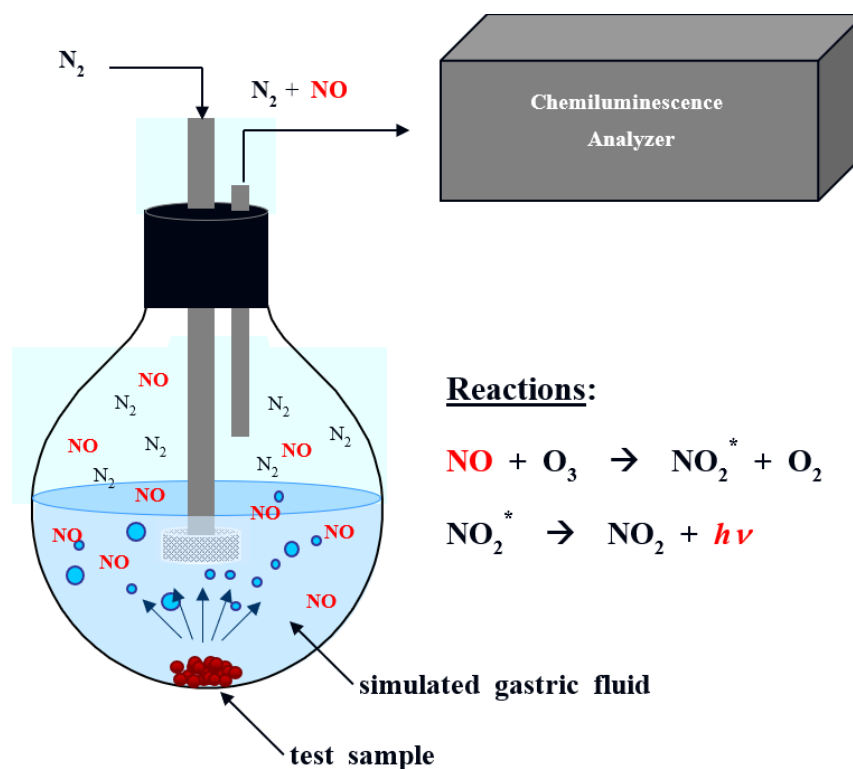 N₂
N₂ + NO
Chemiluminescence
Analyzer
NO
N₂
N₂
NO
N₂
N₂
NO
N₂
N₂
NO
NO
NO
NO
NO
NO
Reactions:
NO + O₃ → NO₂* + O₂
NO₂* → NO₂ + hν
simulated gastric fluid
test sample